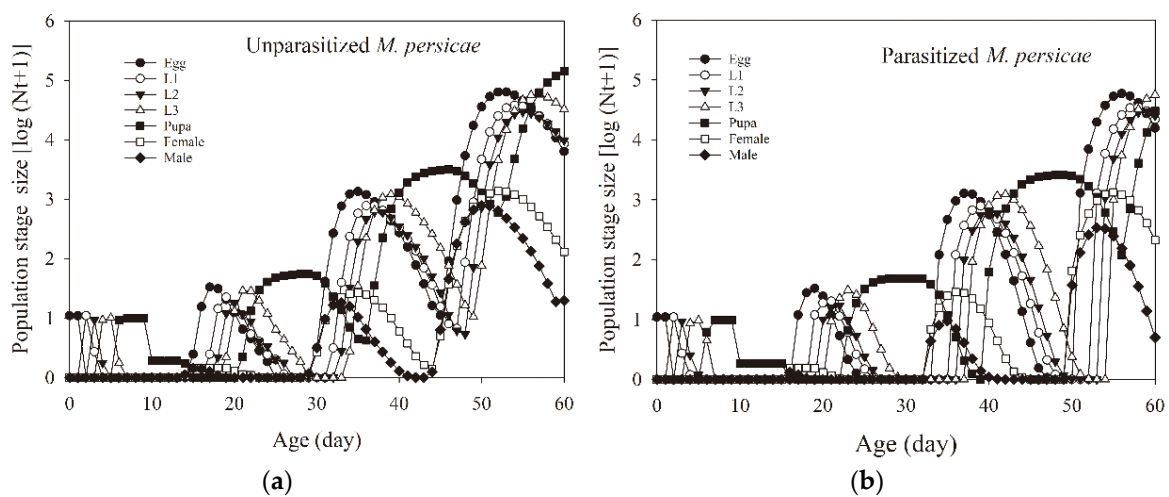 Unparasitized M. persicae
Egg
L1
L2
L3
Pupa
Female
Male
Population stage size [log (Nt+1)]
6
5
4
3
2
1
0
0 10 20 30 40 50 60
Age (day)
(a)
Parasitized M. persicae
Egg
L1
L2
L3
Pupa
Female
Male
Population stage size [log (Nt+1)]
6
5
4
3
2
1
0
0 10 20 30 40 50 60
Age (day)
(b)